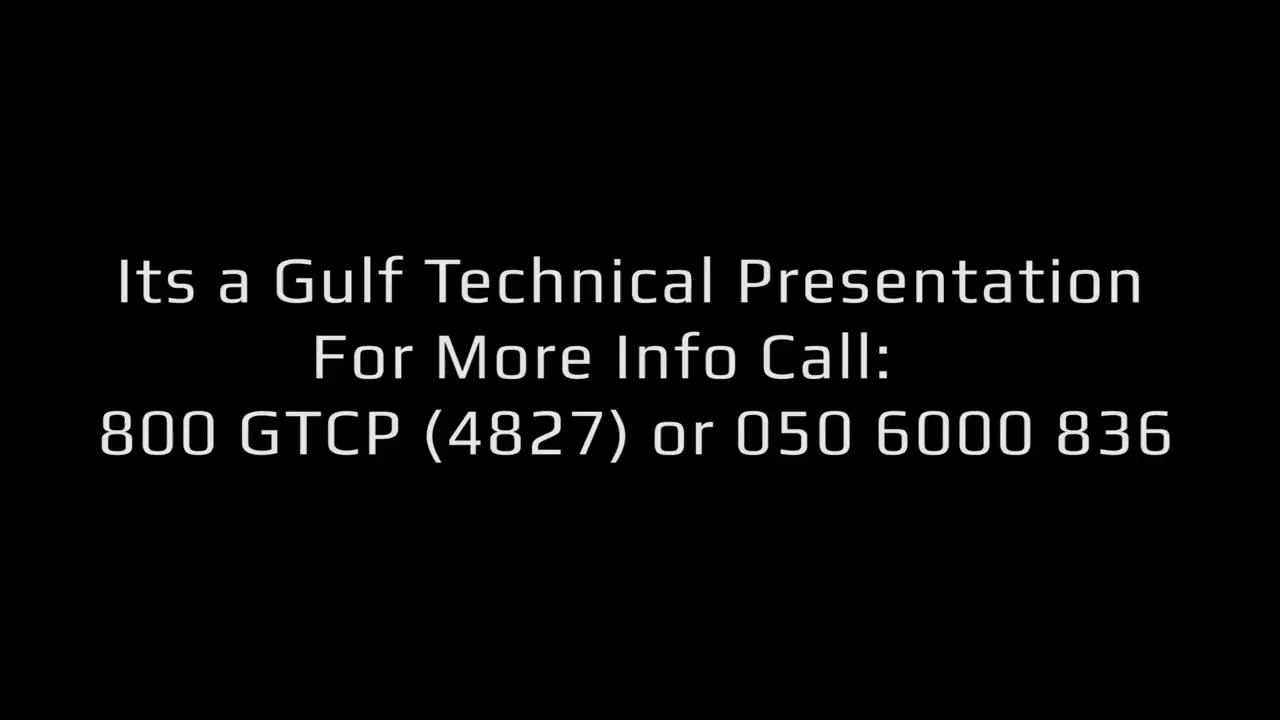 Its a Gulf Technical Presentation
For More Info Call:
800 GTCP (4827) or 050 6000 836